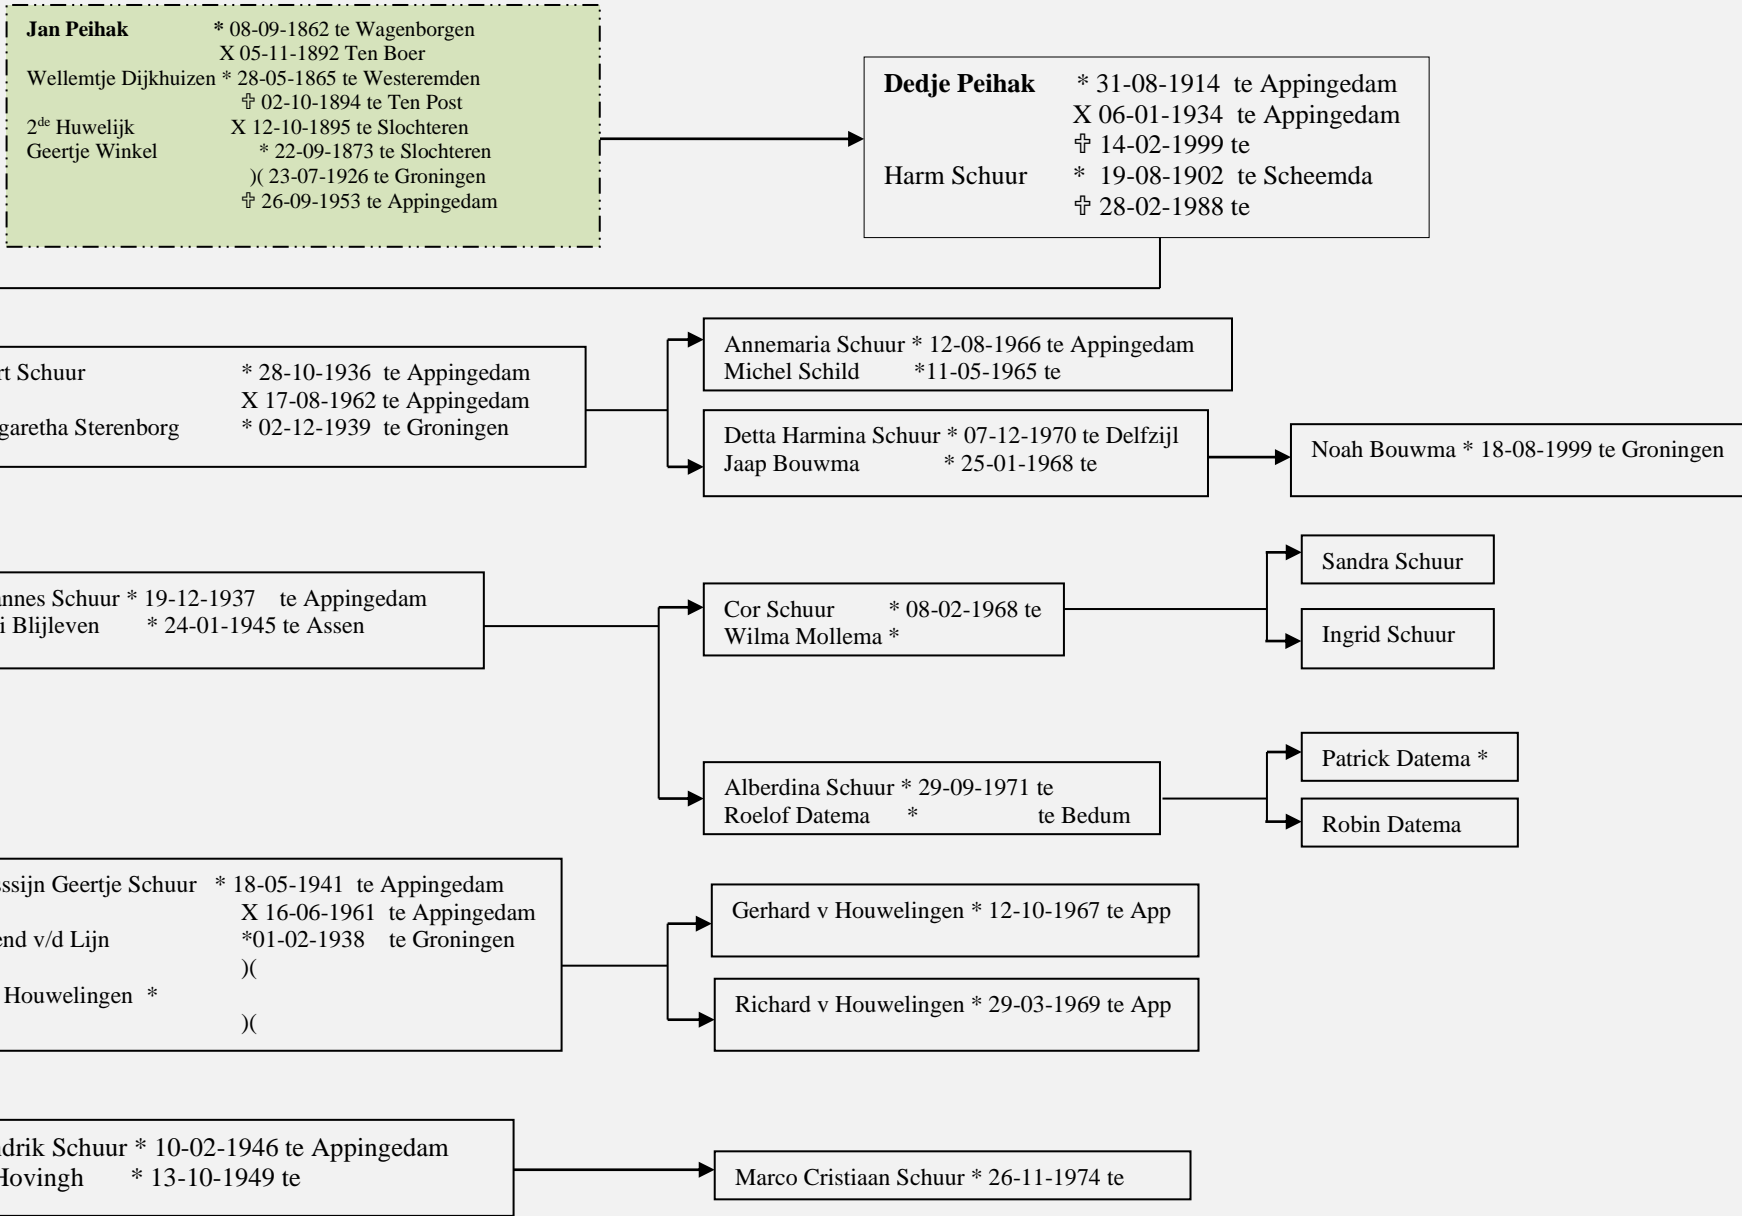 Jan Peihak * 08-09-1862 te Wagenborgen
X 05-11-1892 Ten Boer
Wellemtje Dijkhuizen * 28-05-1865 te Westeremden
✞ 02-10-1894 te Ten Post
2de Huwelijk X 12-10-1895 te Slochteren
Geertje Winkel * 22-09-1873 te Slochteren
)( 23-07-1926 te Groningen
✞ 26-09-1953 te Appingedam
Dedje Peihak * 31-08-1914 te Appingedam
X 06-01-1934 te Appingedam
✞ 14-02-1999 te
Harm Schuur * 19-08-1902 te Scheemda
✞ 28-02-1988 te
rt Schuur * 28-10-1936 te Appingedam
X 17-08-1962 te Appingedam
garetha Sterenborg * 02-12-1939 te Groningen
Annemaria Schuur * 12-08-1966 te Appingedam
Michel Schild *11-05-1965 te
Detta Harmina Schuur * 07-12-1970 te Delfzijl
Jaap Bouwma * 25-01-1968 te
Noah Bouwma * 18-08-1999 te Groningen
nnes Schuur * 19-12-1937 te Appingedam
i Blijleven * 24-01-1945 te Assen
Cor Schuur * 08-02-1968 te
Wilma Mollema *
Sandra Schuur
Ingrid Schuur
Alberdina Schuur * 29-09-1971 te
Roelof Datema * te Bedum
Patrick Datema *
Robin Datema
ssijn Geertje Schuur * 18-05-1941 te Appingedam
X 16-06-1961 te Appingedam
end v/d Lijn *01-02-1938 te Groningen
)(
Houwelingen *
)(
Gerhard v Houwelingen * 12-10-1967 te App
Richard v Houwelingen * 29-03-1969 te App
drik Schuur * 10-02-1946 te Appingedam
Hovingh * 13-10-1949 te
Marco Cristiaan Schuur * 26-11-1974 te